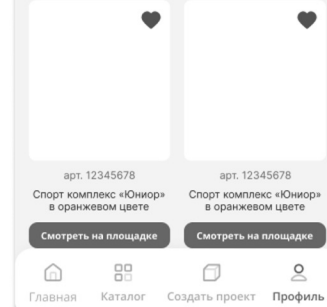 арт. 12345678
Спорт комплекс «Юниор»
в оранжевом цвете
Смотреть на площадке
арт. 12345678
Спорт комплекс «Юниор»
в оранжевом цвете
Смотреть на площадке
Главная
Каталог
Создать проект
Профиль